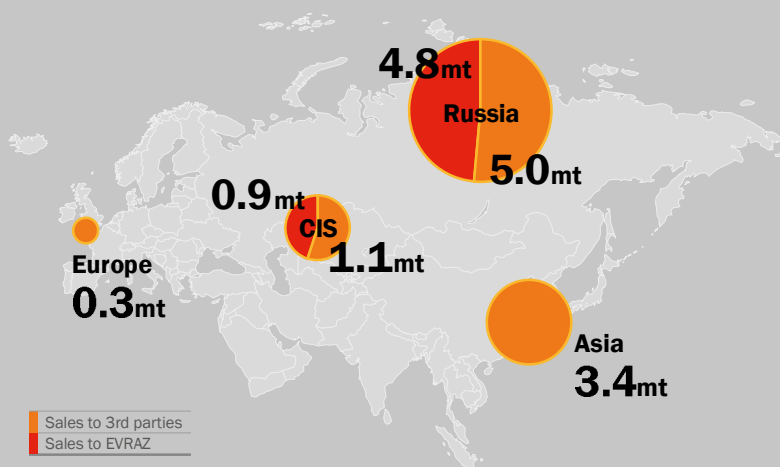 4.8mt
Russia
5.0mt
0.9mt
CIS
1.1mt
Europe
0.3mt
Asia
3.4mt
Sales to 3rd parties
Sales to EVRAZ